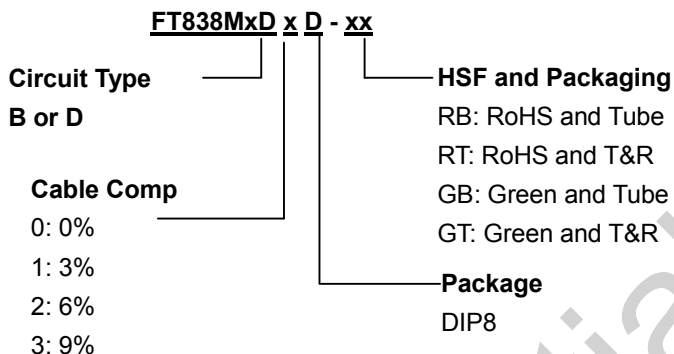 FT838MxD x D - xx
Circuit Type
B or D
Cable Comp
0: 0%
1: 3%
2: 6%
3: 9%
HSF and Packaging
RB: RoHS and Tube
RT: RoHS and T&R
GB: Green and Tube
GT: Green and T&R
Package
DIP8